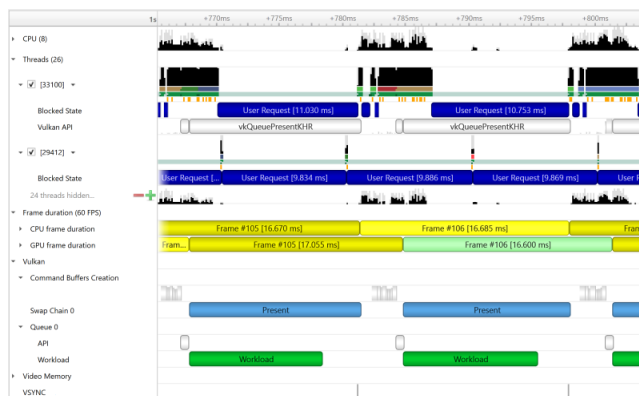 1s +770ms +775ms +780ms +785ms +790ms +795ms +800ms
CPU (8)
Threads (26)
[33100]
Blocked State User Request [11.030 ms] User Request [10.753 ms]
Vulkan API vkQueuePresentKHR vkQueuePresentKHR
[29412]
Blocked State User Request [... User Request [9.834 ms] User Request [9.886 ms] User Request [9.869 ms] User R
24 threads hidden...
Frame duration (60 FPS)
CPU frame duration Frame #105 [16.670 ms] Frame #106 [16.685 ms] Fran
GPU frame duration Fram... Frame #105 [17.055 ms] Frame #106 [16.600 ms]
Vulkan
Command Buffers Creation
Swap Chain 0 Present Present
Queue 0
API
Workload Workload Workload
Video Memory
VSYNC